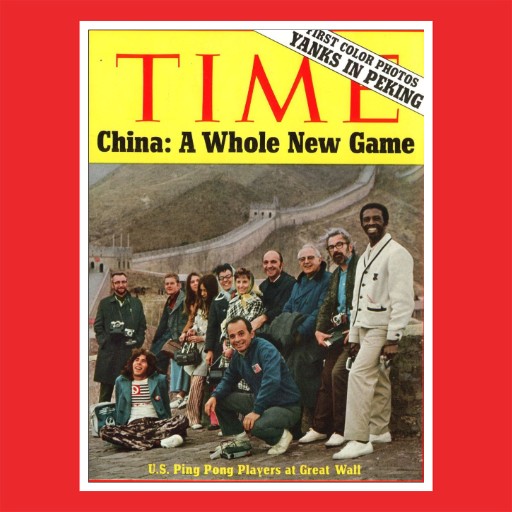 FIRST COLOR PHOTOS
YANKS IN PEKING
TIME
China: A Whole New Game
U.S. Ping Pong Players at Great Wall